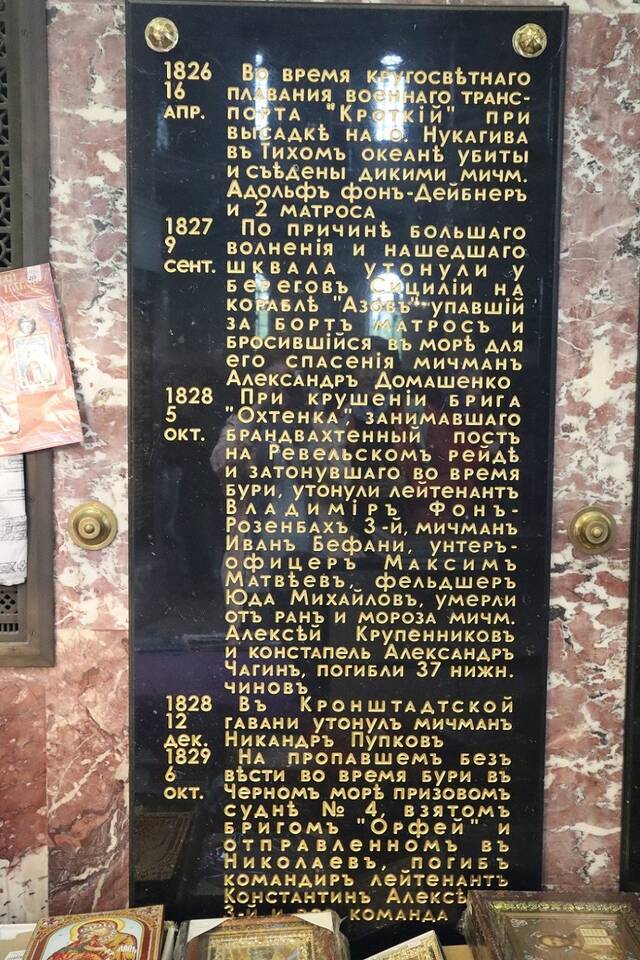 1826 Во время кругосвѣтнаго
16 плавания военнаго транс-
апр. порта "Кроткій" при
высадкѣ на о. Нукагива
въ Тихомъ океанѣ убиты
и съѣдены дикими мичм.
Адольфъ фонъ-Дейбнеръ
и 2 матроса
1827 По причинѣ большаго
9 волненія и нашедшаго
сент. шквала утонули у
береговъ Сициліи на
кораблѣ "Азовъ" упавшій
за бортъ матросъ и
бросившійся въ морѣ для
его спасенія мичманъ
Александръ Домашенко
1828 При крушеніи брига
5 "Охтенка", занимавшаго
окт. брандвахтенный постъ
на Ревельскомъ рейдѣ
и затонувшаго во время
бури, утонули лейтенантъ
Владиміръ Фонъ-
Розенбахъ 3-й, мичманъ
Иванъ Бефани, унтеръ-
офицеръ Максимъ
Матвѣевъ, фельдшеръ
Юда Михайловъ, умерли
отъ ранъ и мороза мичм.
Алексѣй Крупенниковъ
и констапель Александръ
Чагинъ, погибли 37 нижн.
чиновъ
1828 Въ Кронштадтской
12 гавани утонулъ мичманъ
дек. Никандръ Пупковъ
1829 На пропавшемъ безъ
6 вѣсти во время бури въ
окт. Черномъ морѣ призовомъ
суднѣ № 4, взятомъ
бригомъ "Орфей" и
отправленномъ въ
Николаевъ, погибъ
командиръ лейтенантъ
Константинъ
3-й и команда